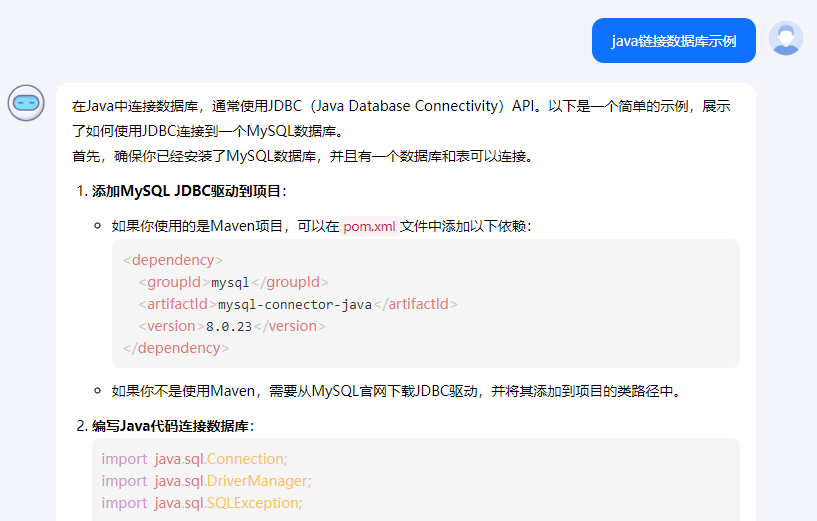 java链接数据库示例
在Java中连接数据库，通常使用JDBC（Java Database Connectivity）API。以下是一个简单的示例，展示
了如何使用JDBC连接到一个MySQL数据库。
首先，确保你已经安装了MySQL数据库，并且有一个数据库和表可以连接。
1. 添加MySQL JDBC驱动到项目：
如果你使用的是Maven项目，可以在 pom.xml 文件中添加以下依赖：
<dependency>
<groupId>mysql</groupId>
<artifactId>mysql-connector-java</artifactId>
<version>8.0.23</version>
</dependency>
如果你不是使用Maven，需要从MySQL官网下载JDBC驱动，并将其添加到项目的类路径中。
2. 编写Java代码连接数据库：
import java.sql.Connection;
import java.sql.DriverManager;
import java.sql.SQLException;